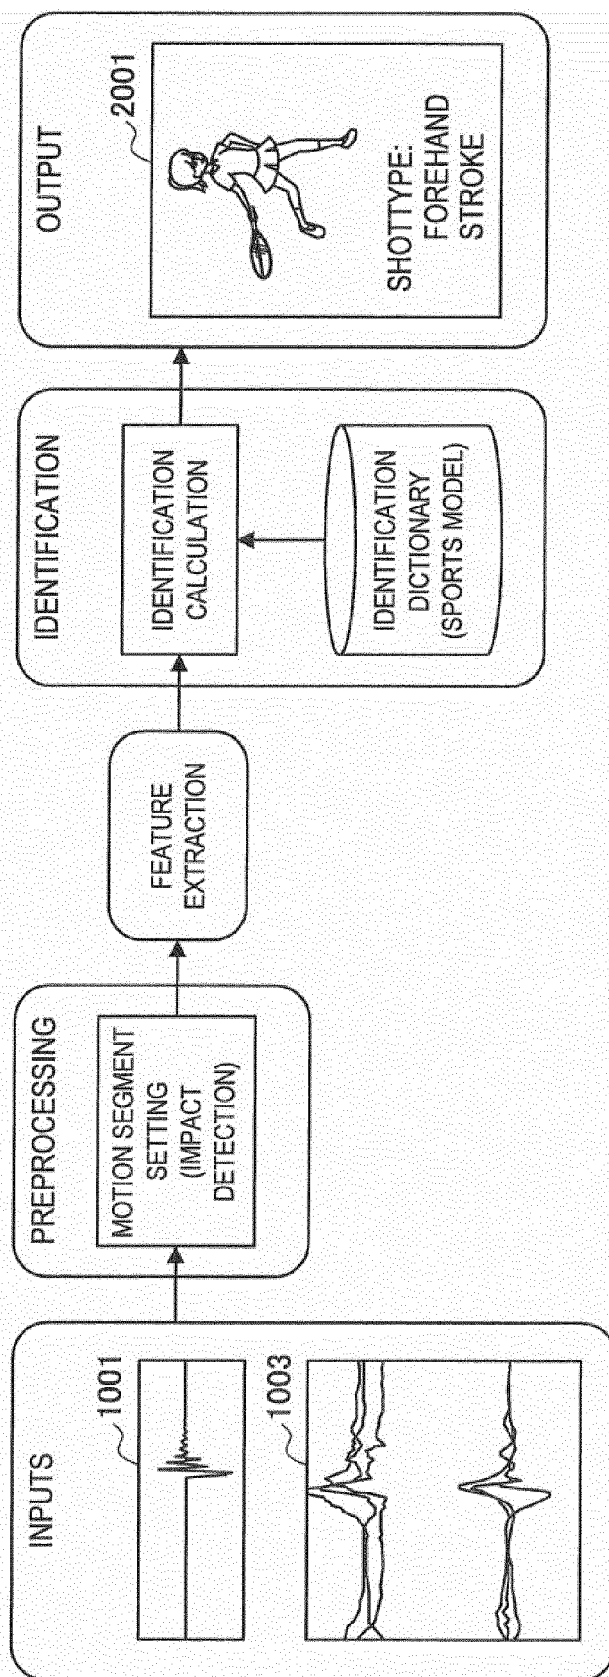 INPUTS
1001
1003
PREPROCESSING
MOTION SEGMENT
SETTING
(IMPACT
DETECTION)
FEATURE
EXTRACTION
IDENTIFICATION
IDENTIFICATION
CALCULATION
IDENTIFICATION
DICTIONARY
(SPORTS MODEL)
OUTPUT
2001
SHOTTYPE:
FOREHAND
STROKE